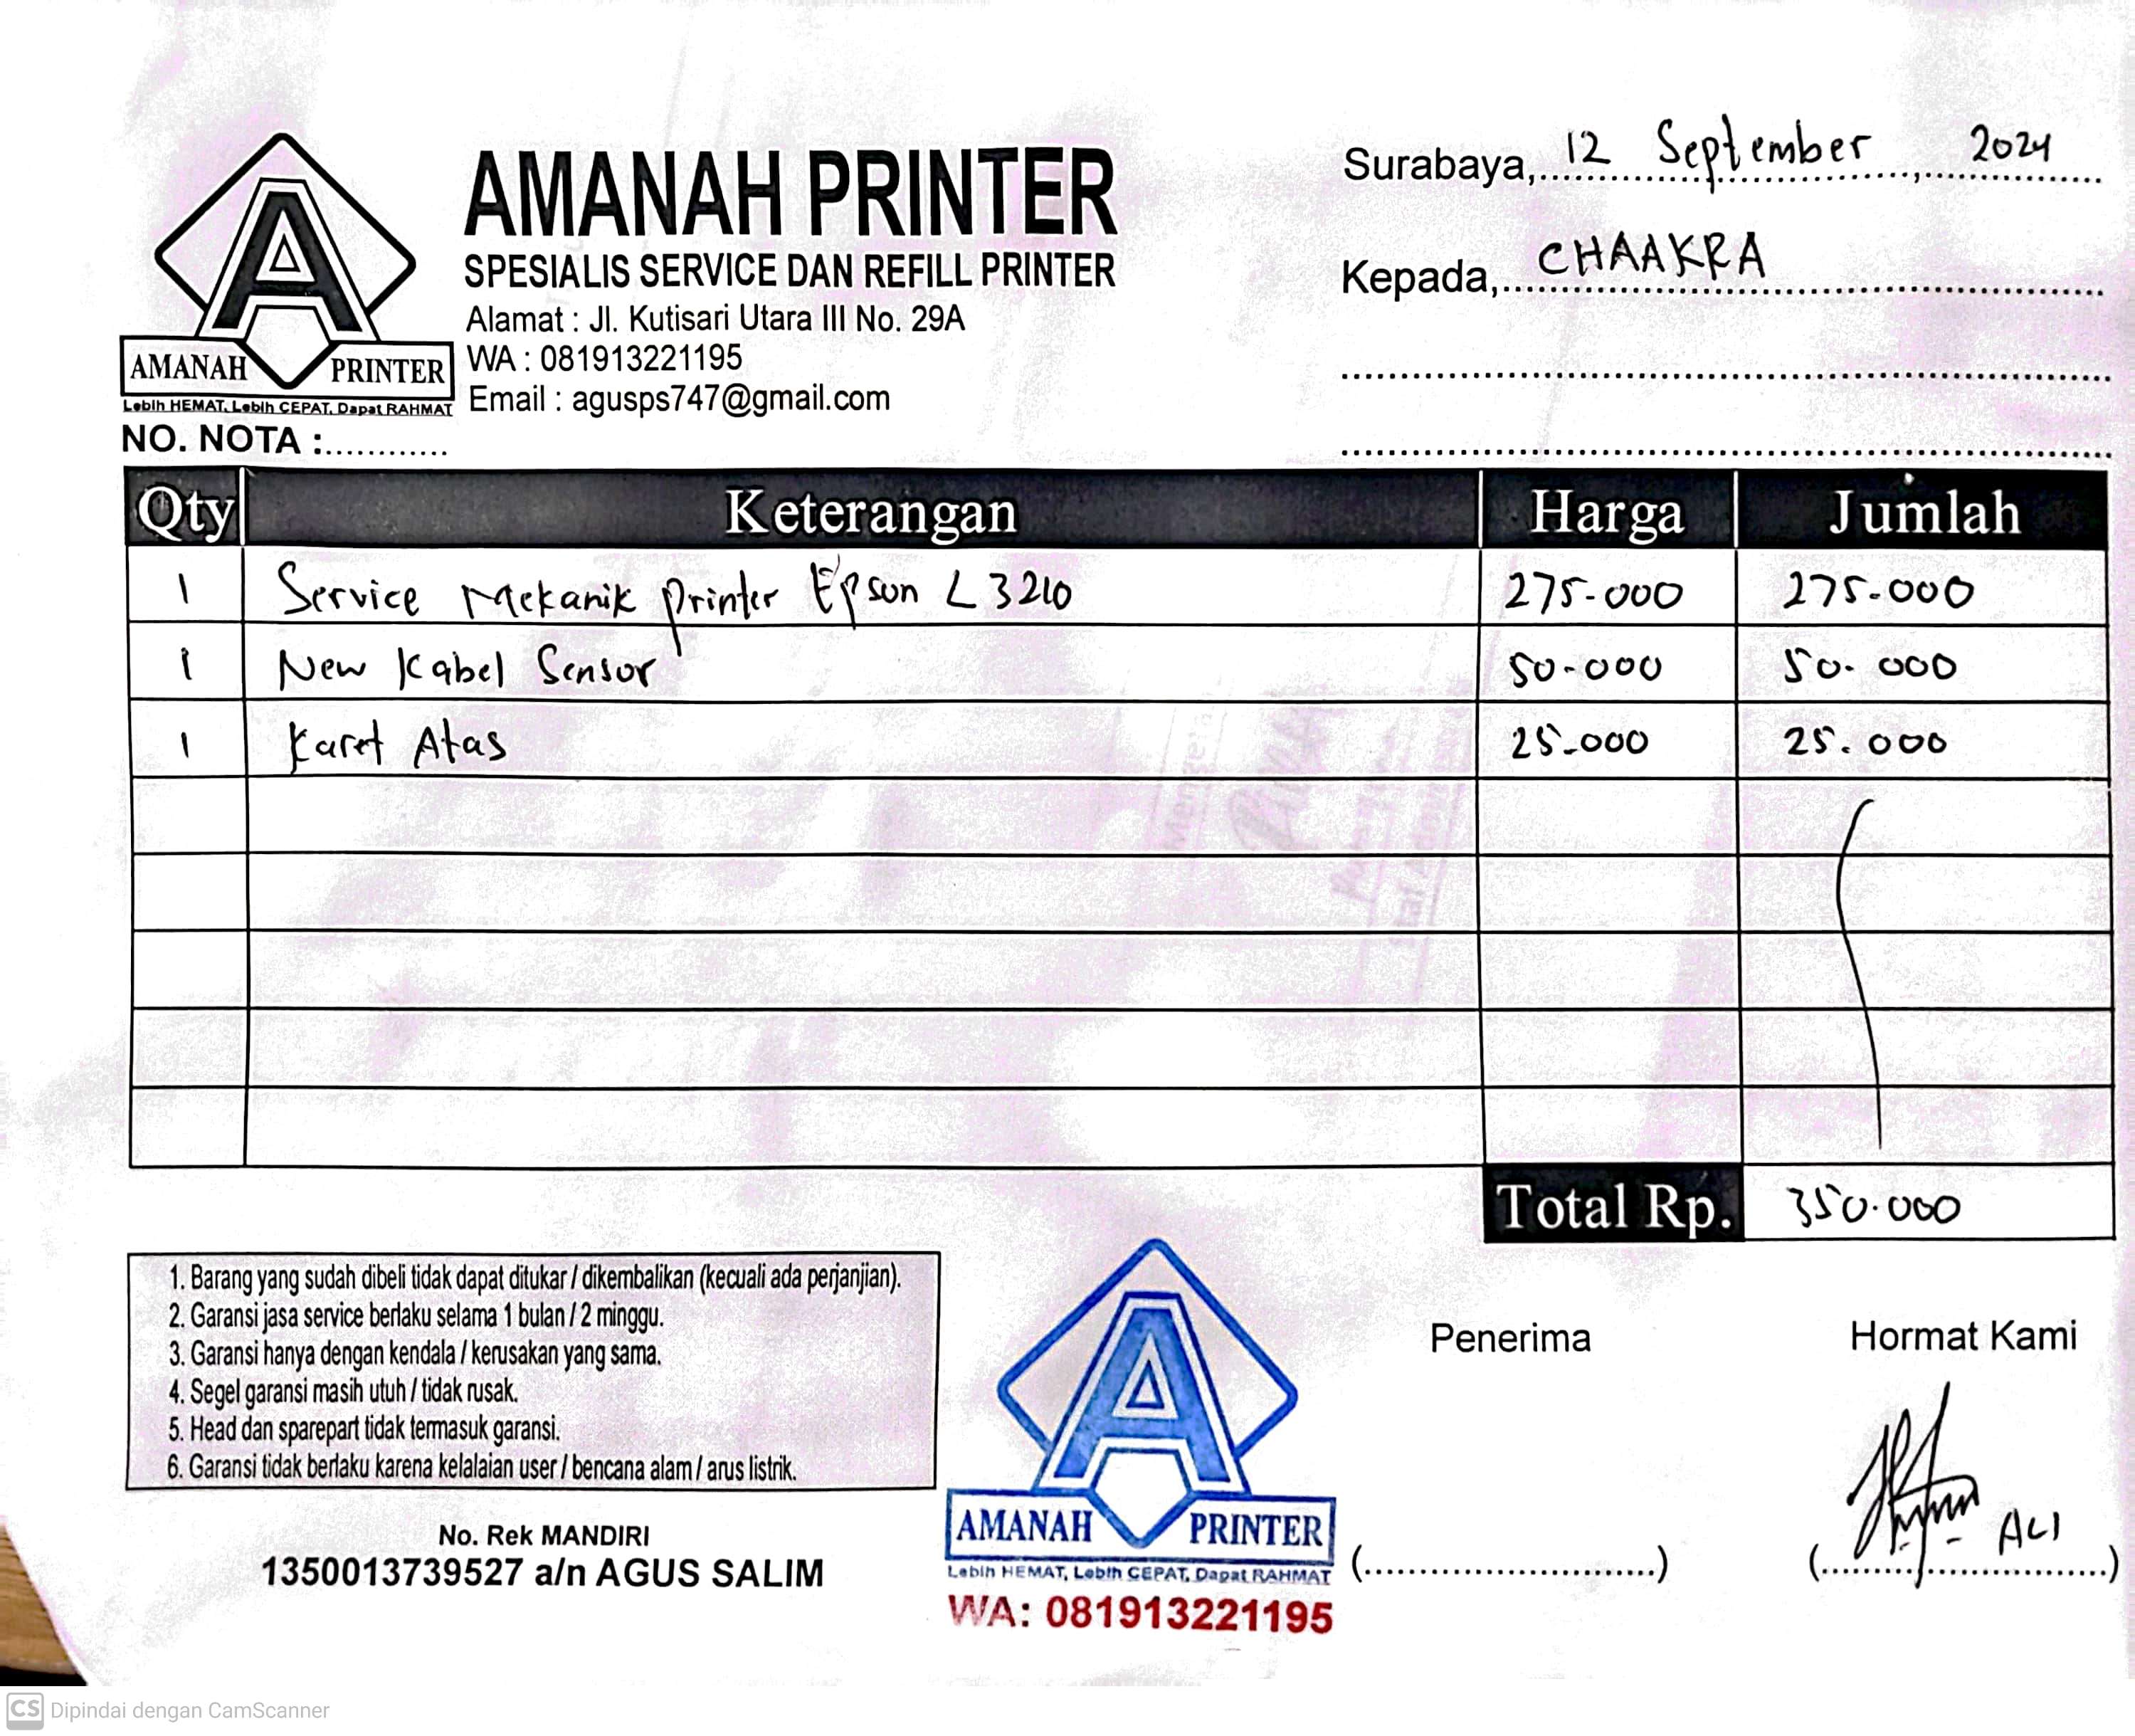 AMANAH PRINTER
SPESIALIS SERVICE DAN REFILL PRINTER
Alamat : Jl. Kutisari Utara III No. 29A
WA : 081913221195
Email : agusps747@gmail.com
A
AMANAH PRINTER
Lebih HEMAT, Lebih CEPAT, Dapat RAHMAT
NO. NOTA :............
Surabaya, 12 September, 2024
Kepada, CHAAKRA
Qty Keterangan Harga Jumlah
1 Service Mekanik Printer Epson L3210 275-000 275-000
1 New Kabel Sensor 50-000 50.000
1 Karet Atas 25-000 25.000
Total Rp. 350.000
1. Barang yang sudah dibeli tidak dapat ditukar / dikembalikan (kecuali ada perjanjian).
2. Garansi jasa service berlaku selama 1 bulan / 2 minggu.
3. Garansi hanya dengan kendala / kerusakan yang sama.
4. Segel garansi masih utuh / tidak rusak.
5. Head dan sparepart tidak termasuk garansi.
6. Garansi tidak berlaku karena kelalaian user / bencana alam / arus listrik.
No. Rek MANDIRI
1350013739527 a/n AGUS SALIM
A
AMANAH PRINTER
Lebih HEMAT, Lebih CEPAT, Dapat RAHMAT
WA: 081913221195
Penerima
(..............................)
Hormat Kami
ALI
(..............................)
CS Dipindai dengan CamScanner